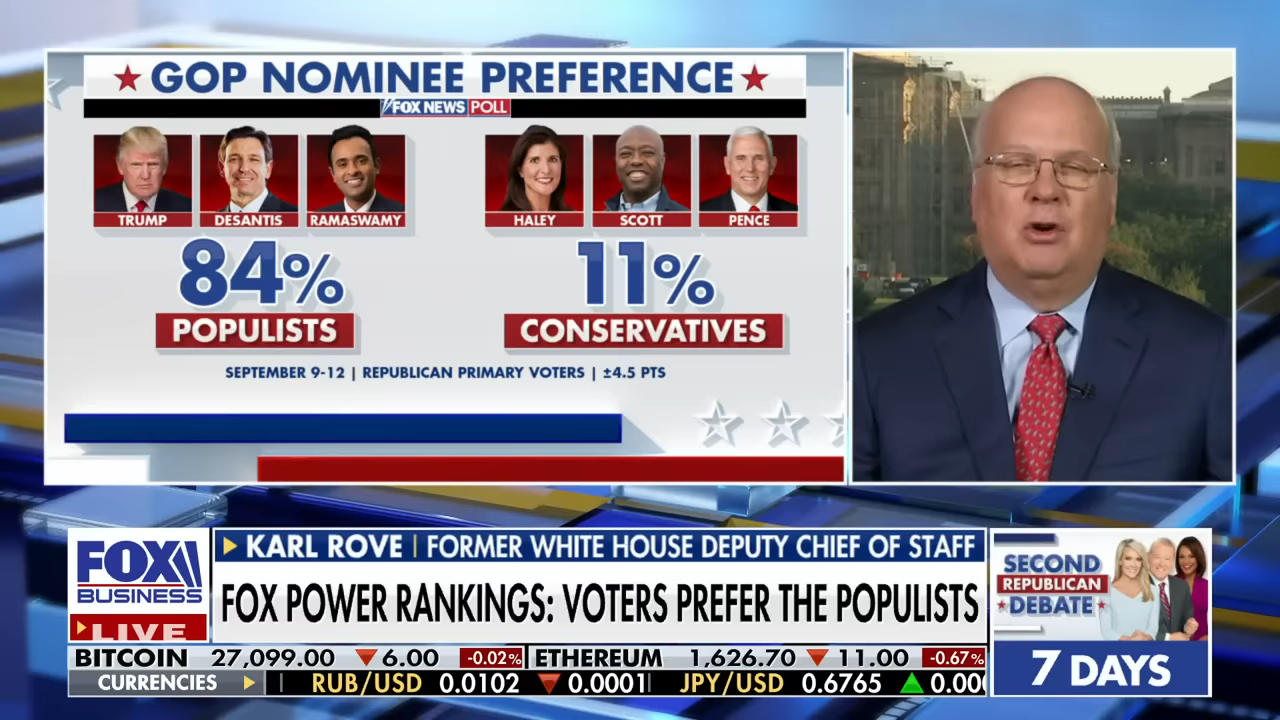 ★ GOP NOMINEE PREFERENCE ★
FOX NEWS POLL
TRUMP DESANTIS RAMASWAMY HALEY SCOTT PENCE
84% 11%
POPULISTS CONSERVATIVES
SEPTEMBER 9-12 | REPUBLICAN PRIMARY VOTERS | ±4.5 PTS
KARL ROVE | FORMER WHITE HOUSE DEPUTY CHIEF OF STAFF
FOX POWER RANKINGS: VOTERS PREFER THE POPULISTS
FOX
BUSINESS
LIVE
SECOND
REPUBLICAN
DEBATE
7 DAYS
BITCOIN 27,099.00 ▼ 6.00 -0.02% ETHEREUM 1,626.70 ▼ 11.00 -0.67%
CURRENCIES RUB/USD 0.0102 ▼ 0.0001 JPY/USD 0.6765 ▲